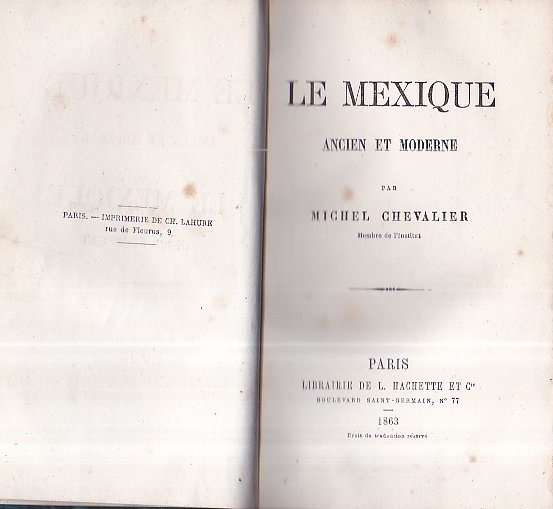 PARIS. — IMPRIMERIE DE CH. LAHURE
rue de Fleurus, 9
LE MEXIQUE
ANCIEN ET MODERNE
PAR
MICHEL CHEVALIER
Membre de l'Institut
PARIS
LIBRAIRIE DE L. HACHETTE ET Cie
BOULEVARD SAINT-GERMAIN, N° 77
1863
Droit de traduction réservé